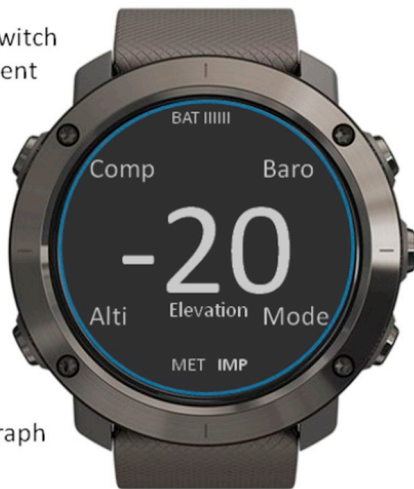 witch
ent
BAT IIIIII
Comp Baro
-20
Elevation
Alti Mode
MET IMP
raph